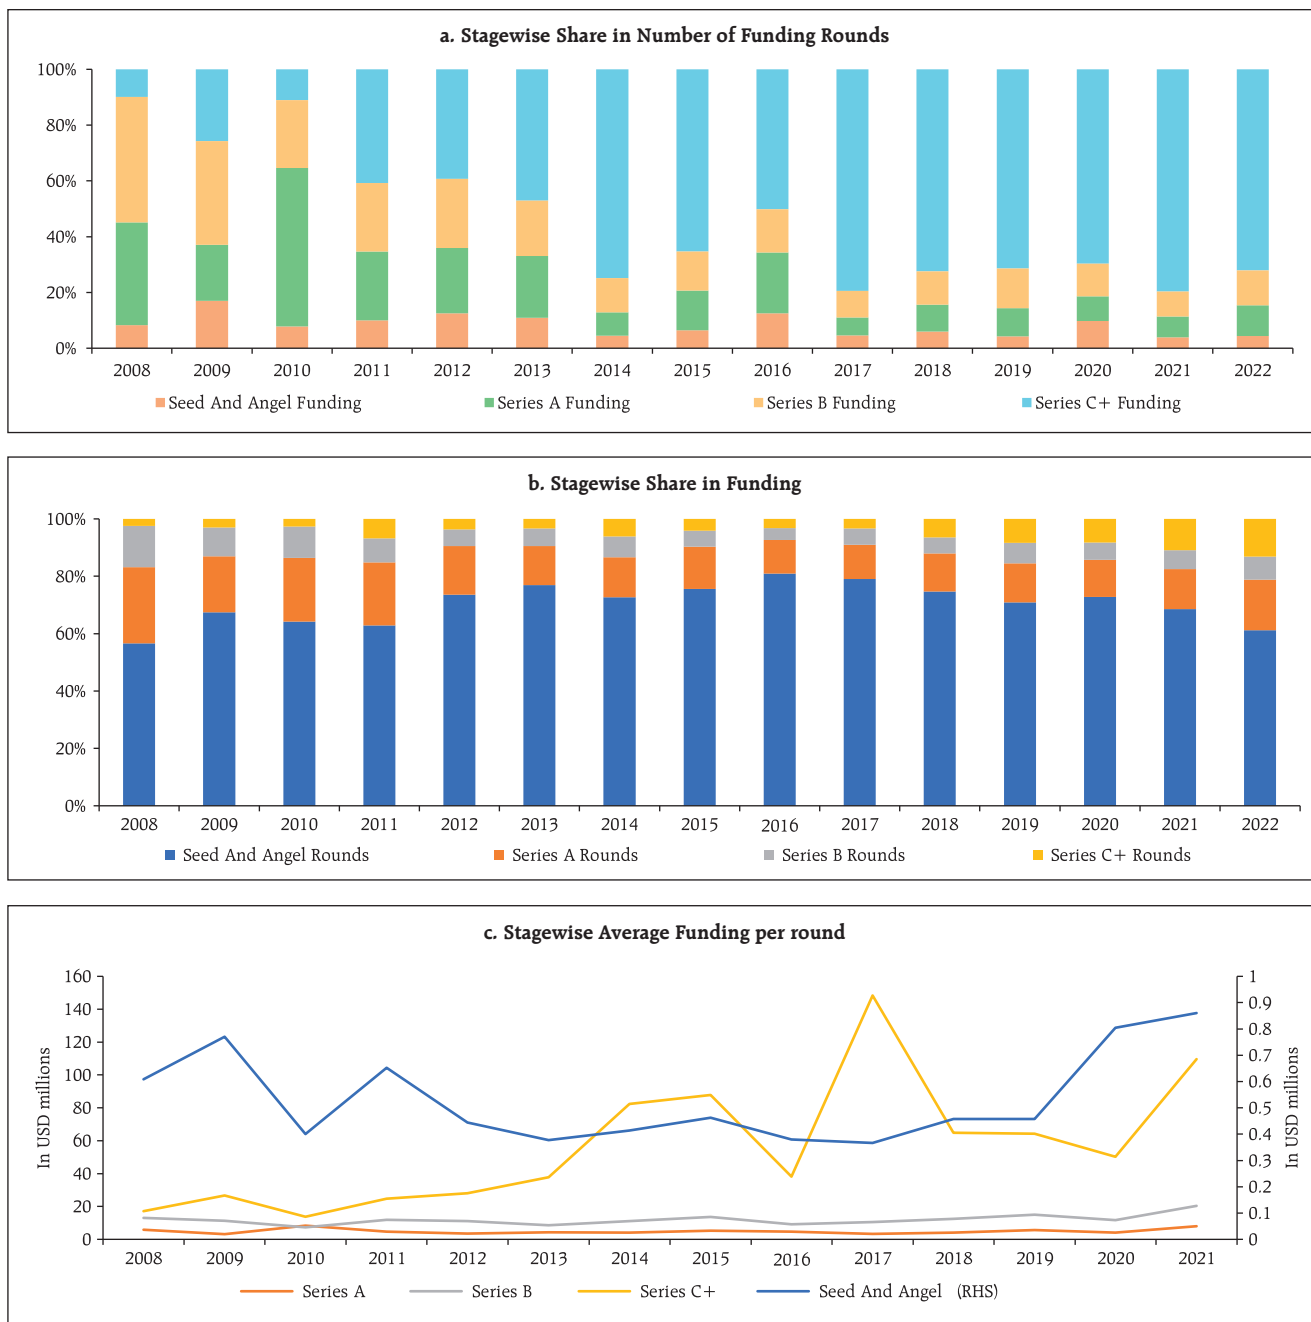 a. Stagewise Share in Number of Funding Rounds
100%
80%
60%
40%
20%
0%
2008 2009 2010 2011 2012 2013 2014 2015 2016 2017 2018 2019 2020 2021 2022
Seed And Angel Funding Series A Funding Series B Funding Series C+ Funding
b. Stagewise Share in Funding
100%
80%
60%
40%
20%
0%
2008 2009 2010 2011 2012 2013 2014 2015 2016 2017 2018 2019 2020 2021 2022
Seed And Angel Rounds Series A Rounds Series B Rounds Series C+ Rounds
c. Stagewise Average Funding per round
In USD millions
160
140
120
100
80
60
40
20
0
1
0.9
0.8
0.7
0.6
0.5
0.4
0.3
0.2
0.1
0
In USD millions
2008 2009 2010 2011 2012 2013 2014 2015 2016 2017 2018 2019 2020 2021
Series A Series B Series C+ Seed And Angel (RHS)